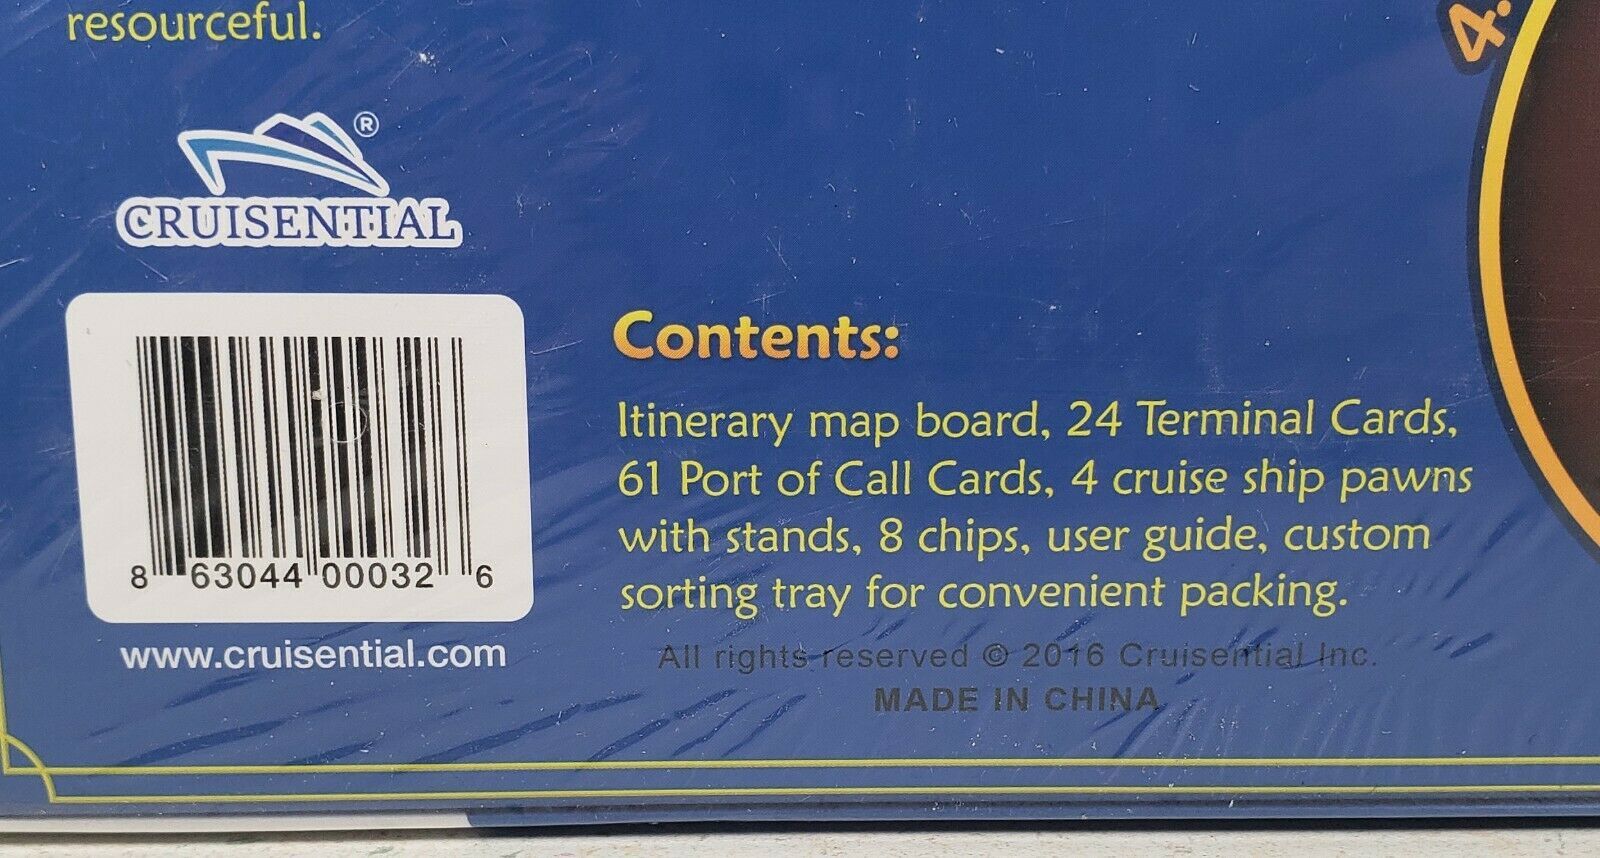 resourceful.
4.
®
CRUISENTIAL
8 63044 00032 6
www.cruisential.com
Contents:
Itinerary map board, 24 Terminal Cards,
61 Port of Call Cards, 4 cruise ship pawns
with stands, 8 chips, user guide, custom
sorting tray for convenient packing.
All rights reserved © 2016 Cruisential Inc.
MADE IN CHINA